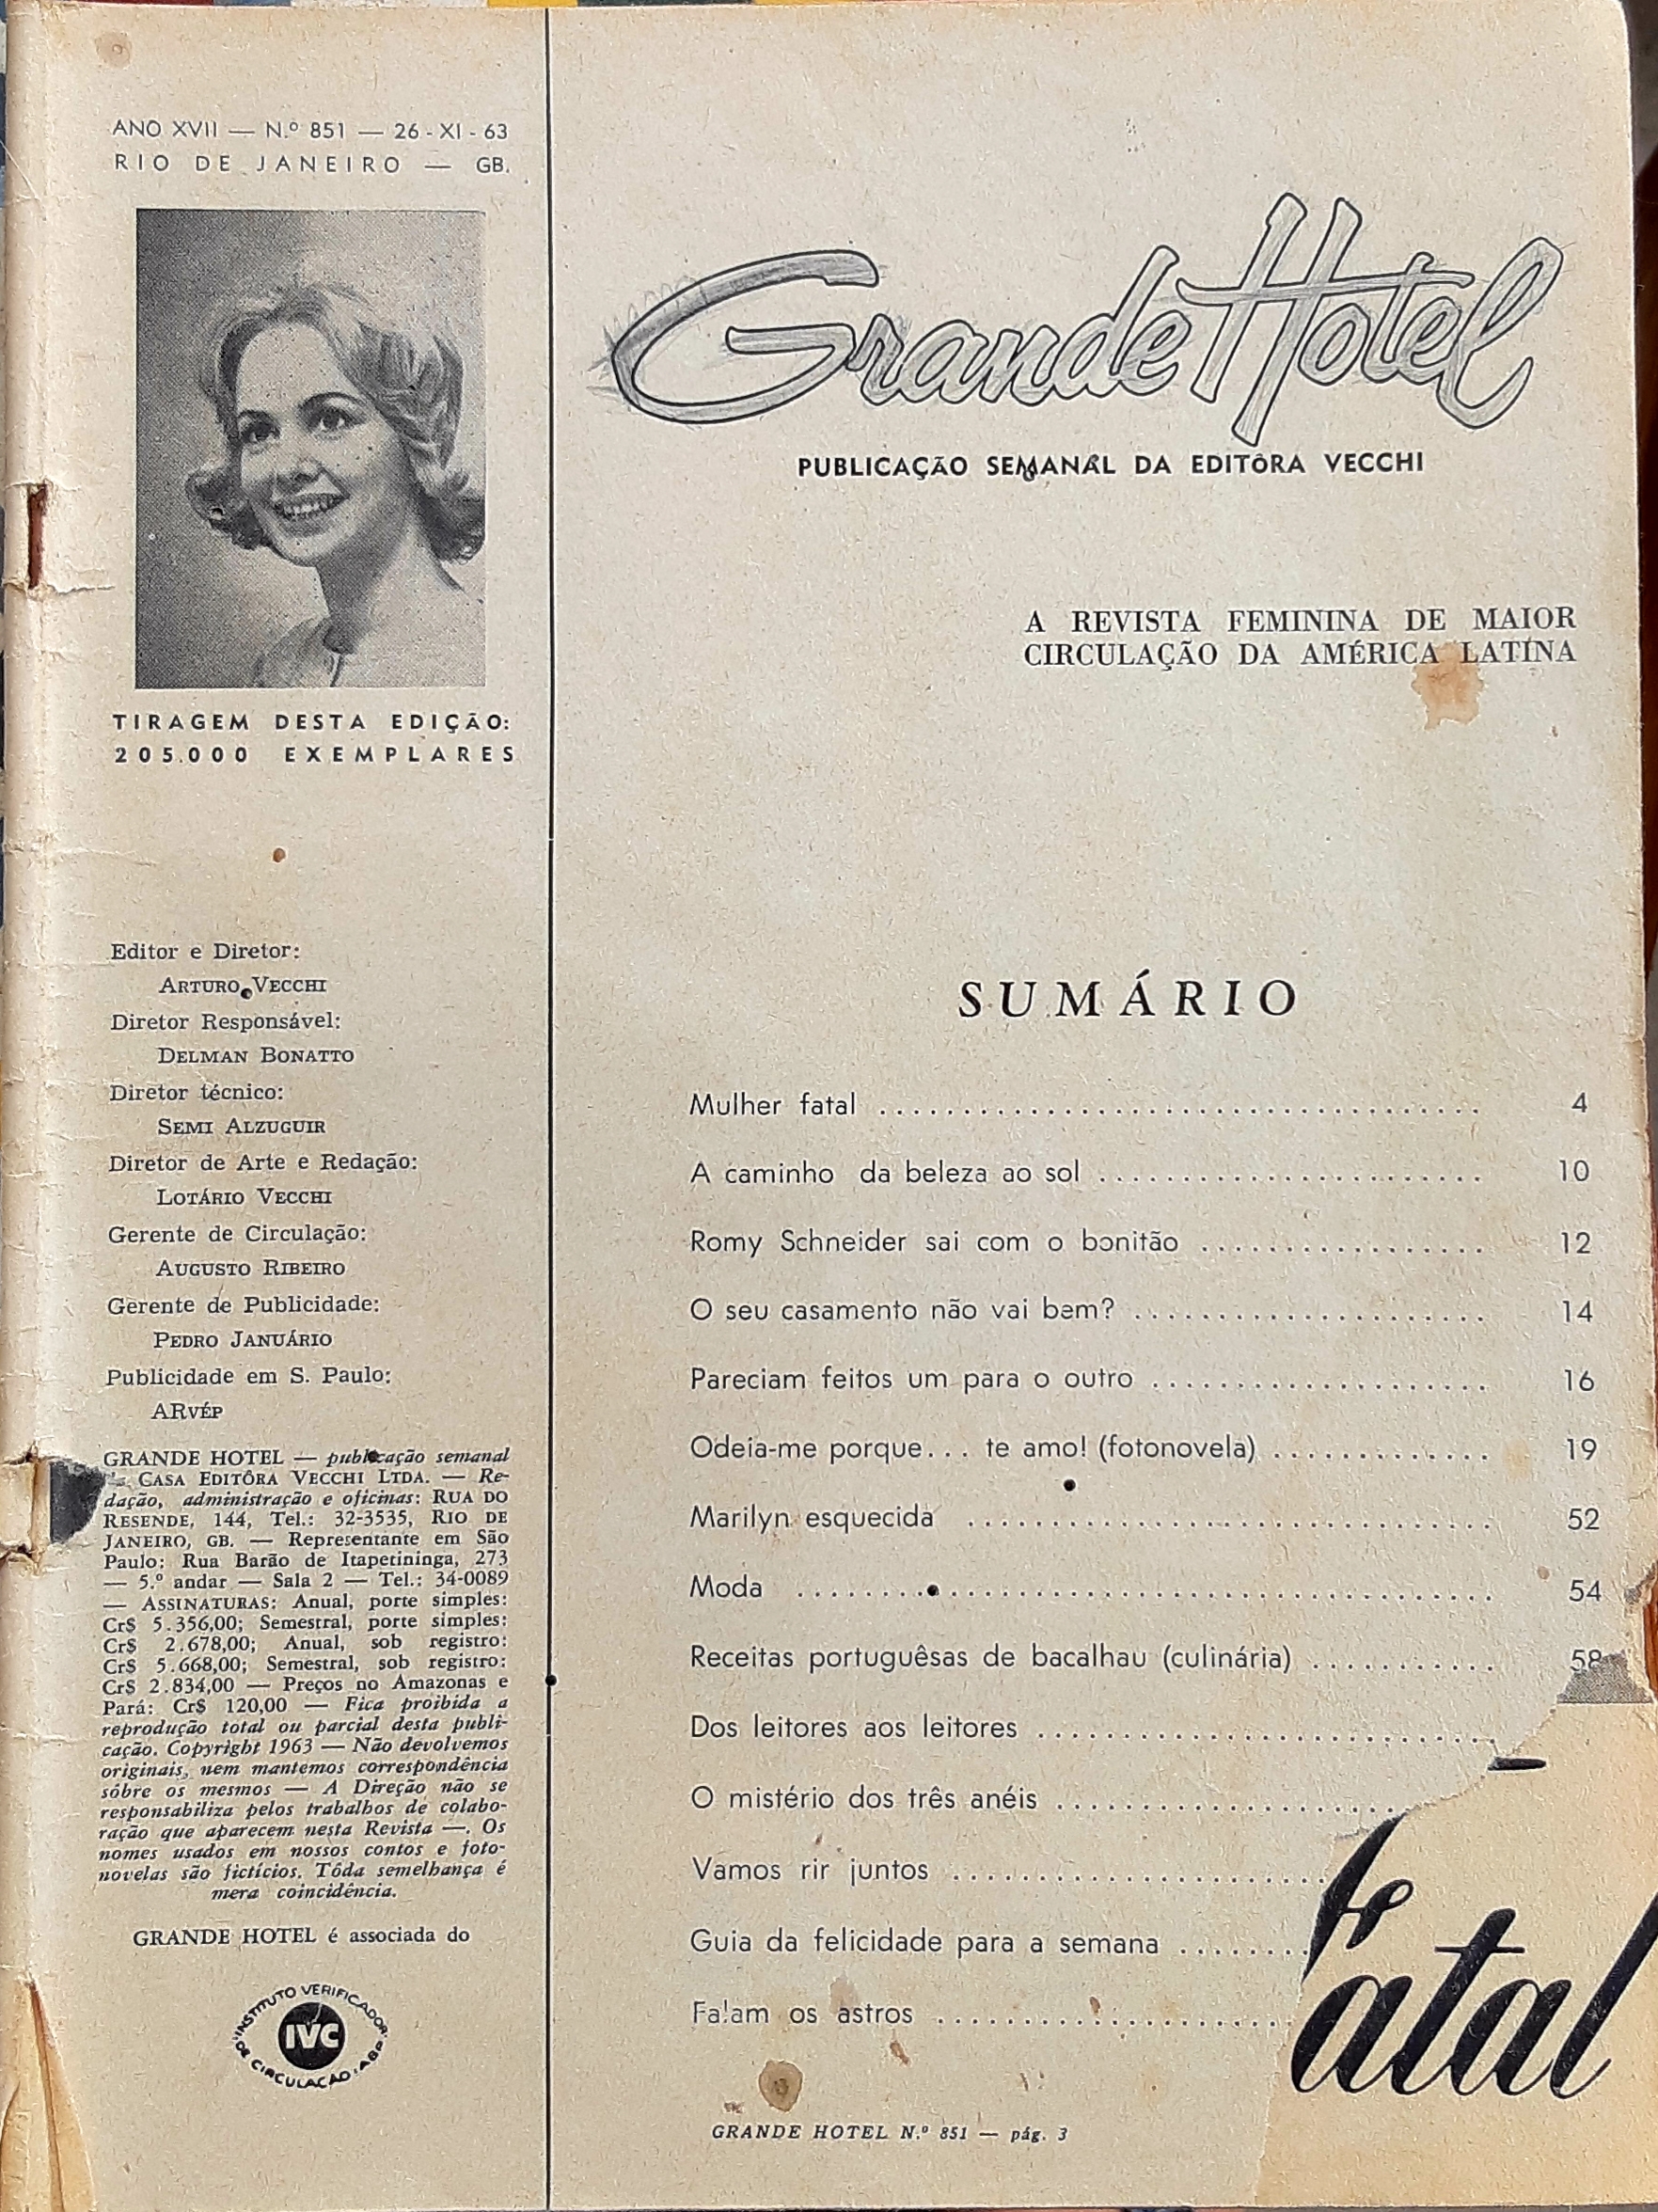 ANO XVII — N.º 851 — 26 - XI - 63
RIO DE JANEIRO — GB.
TIRAGEM DESTA EDIÇÃO:
205.000 EXEMPLARES
Editor e Diretor:
ARTURO VECCHI
Diretor Responsável:
DELMAN BONATTO
Diretor técnico:
SEMI ALZUGUIR
Diretor de Arte e Redação:
LOTÁRIO VECCHI
Gerente de Circulação:
AUGUSTO RIBEIRO
Gerente de Publicidade:
PEDRO JANUÁRIO
Publicidade em S. Paulo:
ARVÉP
GRANDE HOTEL — publicação semanal
CASA EDITÔRA VECCHI LTDA. — Re-
dação, administração e oficinas: RUA DO
RESENDE, 144, Tel.: 32-3535, RIO DE
JANEIRO, GB. — Representante em São
Paulo: Rua Barão de Itapetininga, 273
— 5.º andar — Sala 2 — Tel.: 34-0089
— ASSINATURAS: Anual, porte simples:
Cr$ 5.356,00; Semestral, porte simples:
Cr$ 2.678,00; Anual, sob registro:
Cr$ 5.668,00; Semestral, sob registro:
Cr$ 2.834,00 — Preços no Amazonas e
Pará: Cr$ 120,00 — Fica proibida a
reprodução total ou parcial desta publi-
cação. Copyright 1963 — Não devolvemos
originais, nem mantemos correspondência
sôbre os mesmos — A Direção não se
responsabiliza pelos trabalhos de colabo-
ração que aparecem nesta Revista —. Os
nomes usados em nossos contos e foto-
novelas são fictícios. Tôda semelhança é
mera coincidência.
GRANDE HOTEL é associada do
INSTITUTO VERIFICADOR
IVC
DE CIRCULAÇÃO · ABP
Grande Hotel
PUBLICAÇÃO SEMANAL DA EDITÔRA VECCHI
A REVISTA FEMININA DE MAIOR
CIRCULAÇÃO DA AMÉRICA LATINA
SUMÁRIO
Mulher fatal ........................................ 4
A caminho da beleza ao sol ........................ 10
Romy Schneider sai com o bonitão .................. 12
O seu casamento não vai bem? ...................... 14
Pareciam feitos um para o outro ................... 16
Odeia-me porque... te amo! (fotonovela) ........... 19
Marilyn esquecida ................................. 52
Moda .............................................. 54
Receitas portuguêsas de bacalhau (culinária) ...... 58
Dos leitores aos leitores .........................
O mistério dos três anéis .........................
Vamos rir juntos ..........................
Guia da felicidade para a semana ........
Falam os astros ..........................
fatal
GRANDE HOTEL N.º 851 — pág. 3